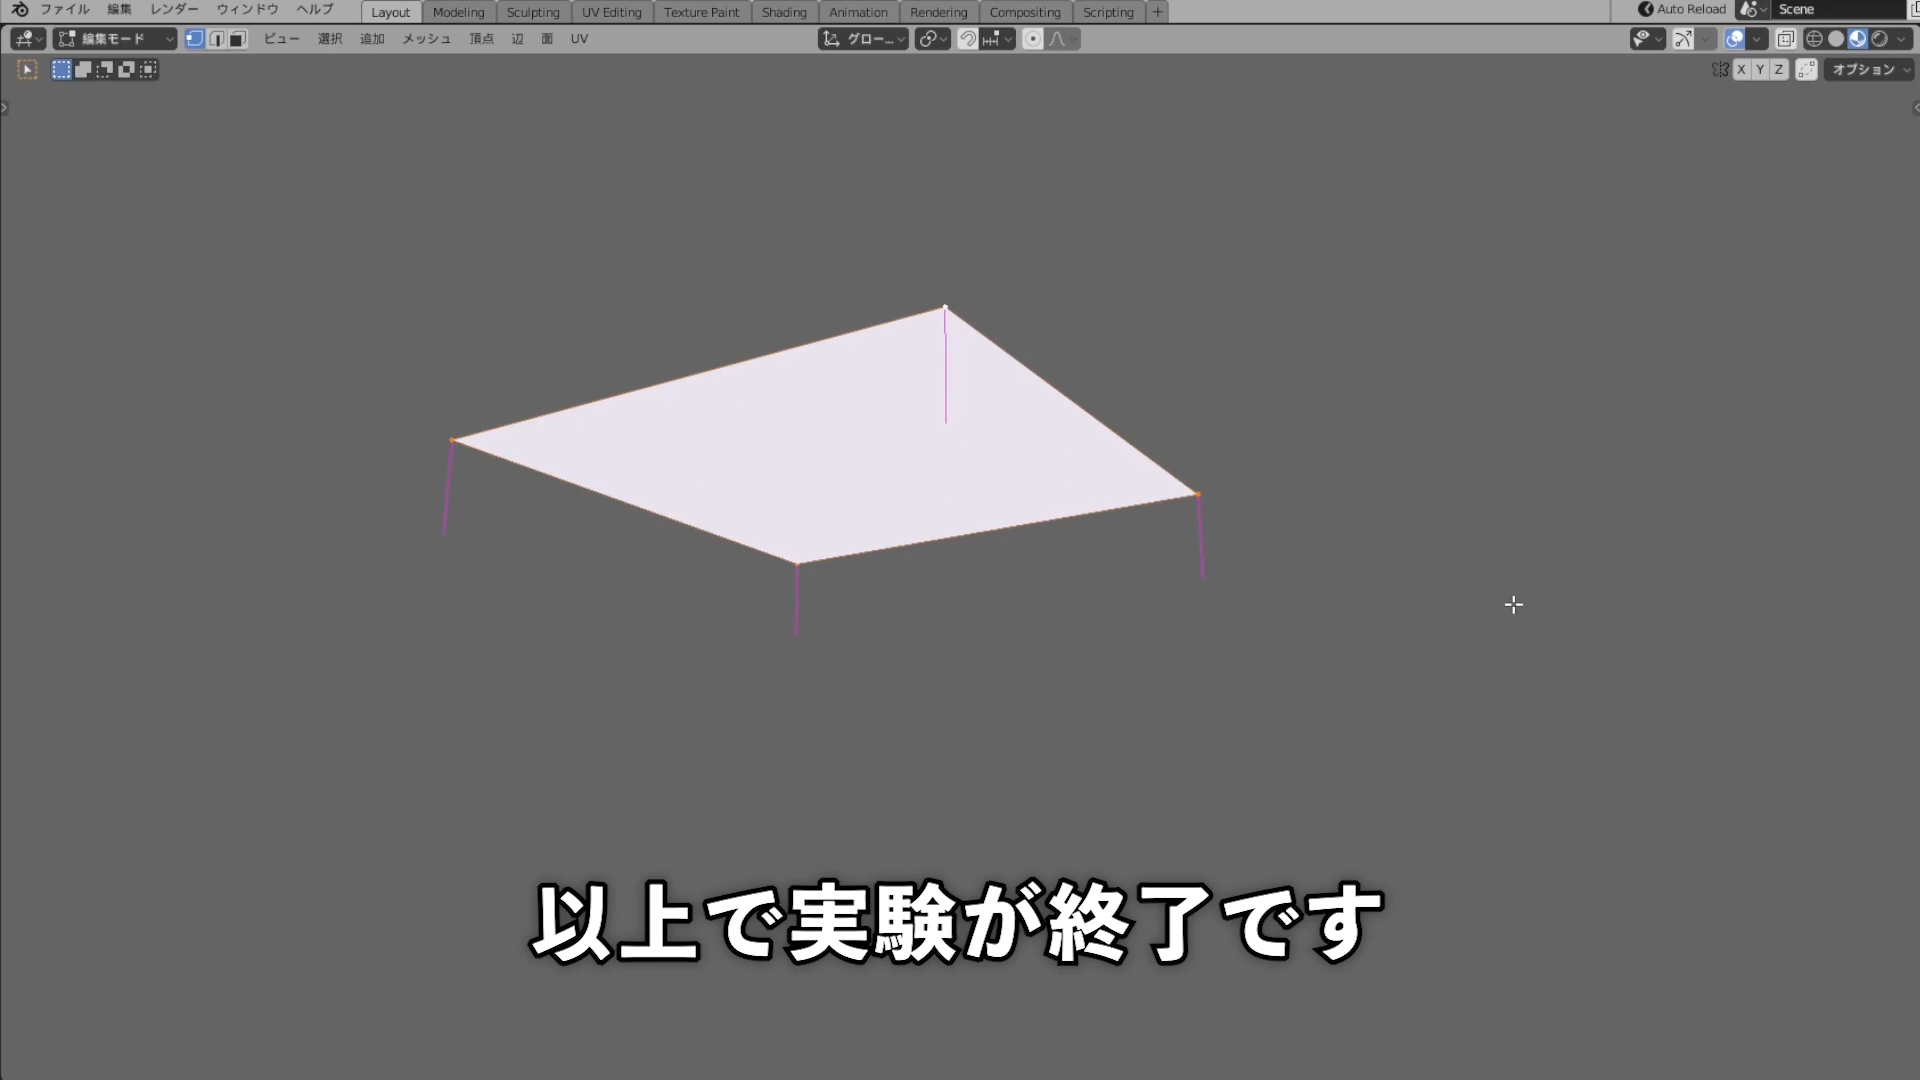 ファイル 編集 レンダー ウィンドウ ヘルプ Layout Modeling Sculpting UV Editing Texture Paint Shading Animation Rendering Compositing Scripting + Auto Reload Scene
編集モード ビュー 選択 追加 メッシュ 頂点 辺 面 UV グロー...
X Y Z オプション
以上で実験が終了です